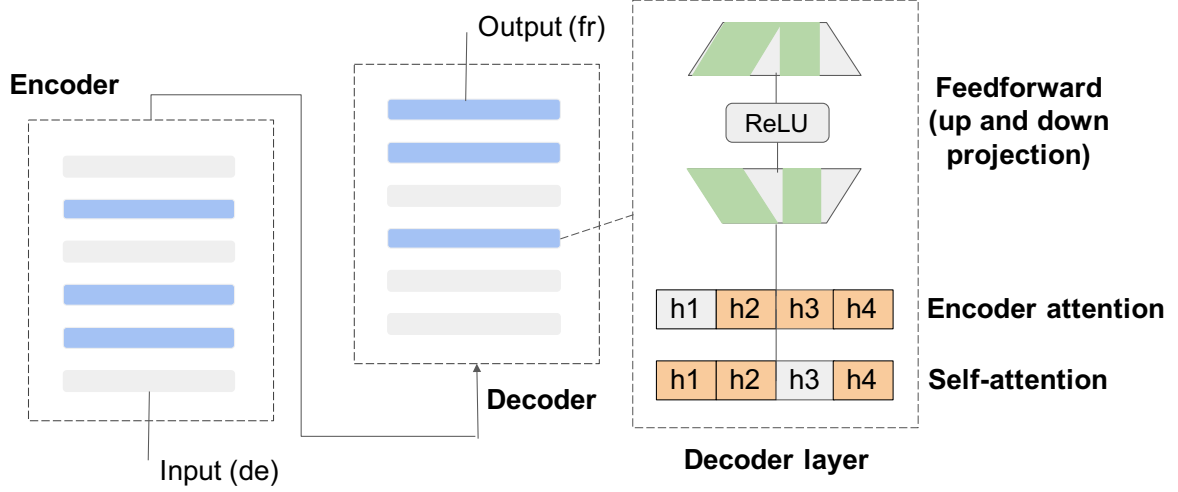 Output (fr)
Encoder
Feedforward
(up and down
projection)
ReLU
h1 h2 h3 h4
Encoder attention
h1 h2 h3 h4
Self-attention
Decoder
Decoder layer
Input (de)